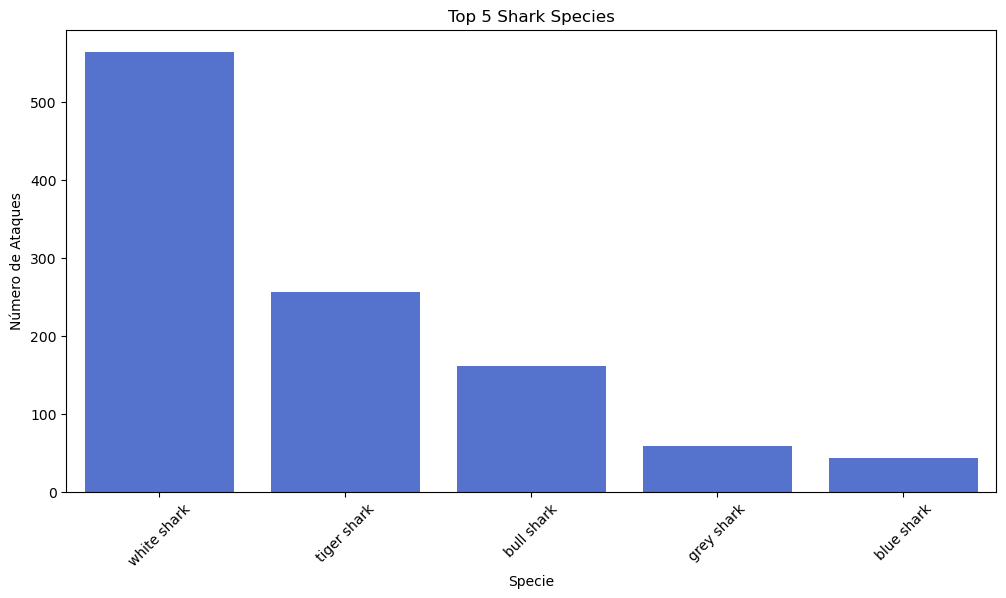 Top 5 Shark Species
Número de Ataques
500
400
300
200
100
0
white shark
tiger shark
bull shark
grey shark
blue shark
Specie